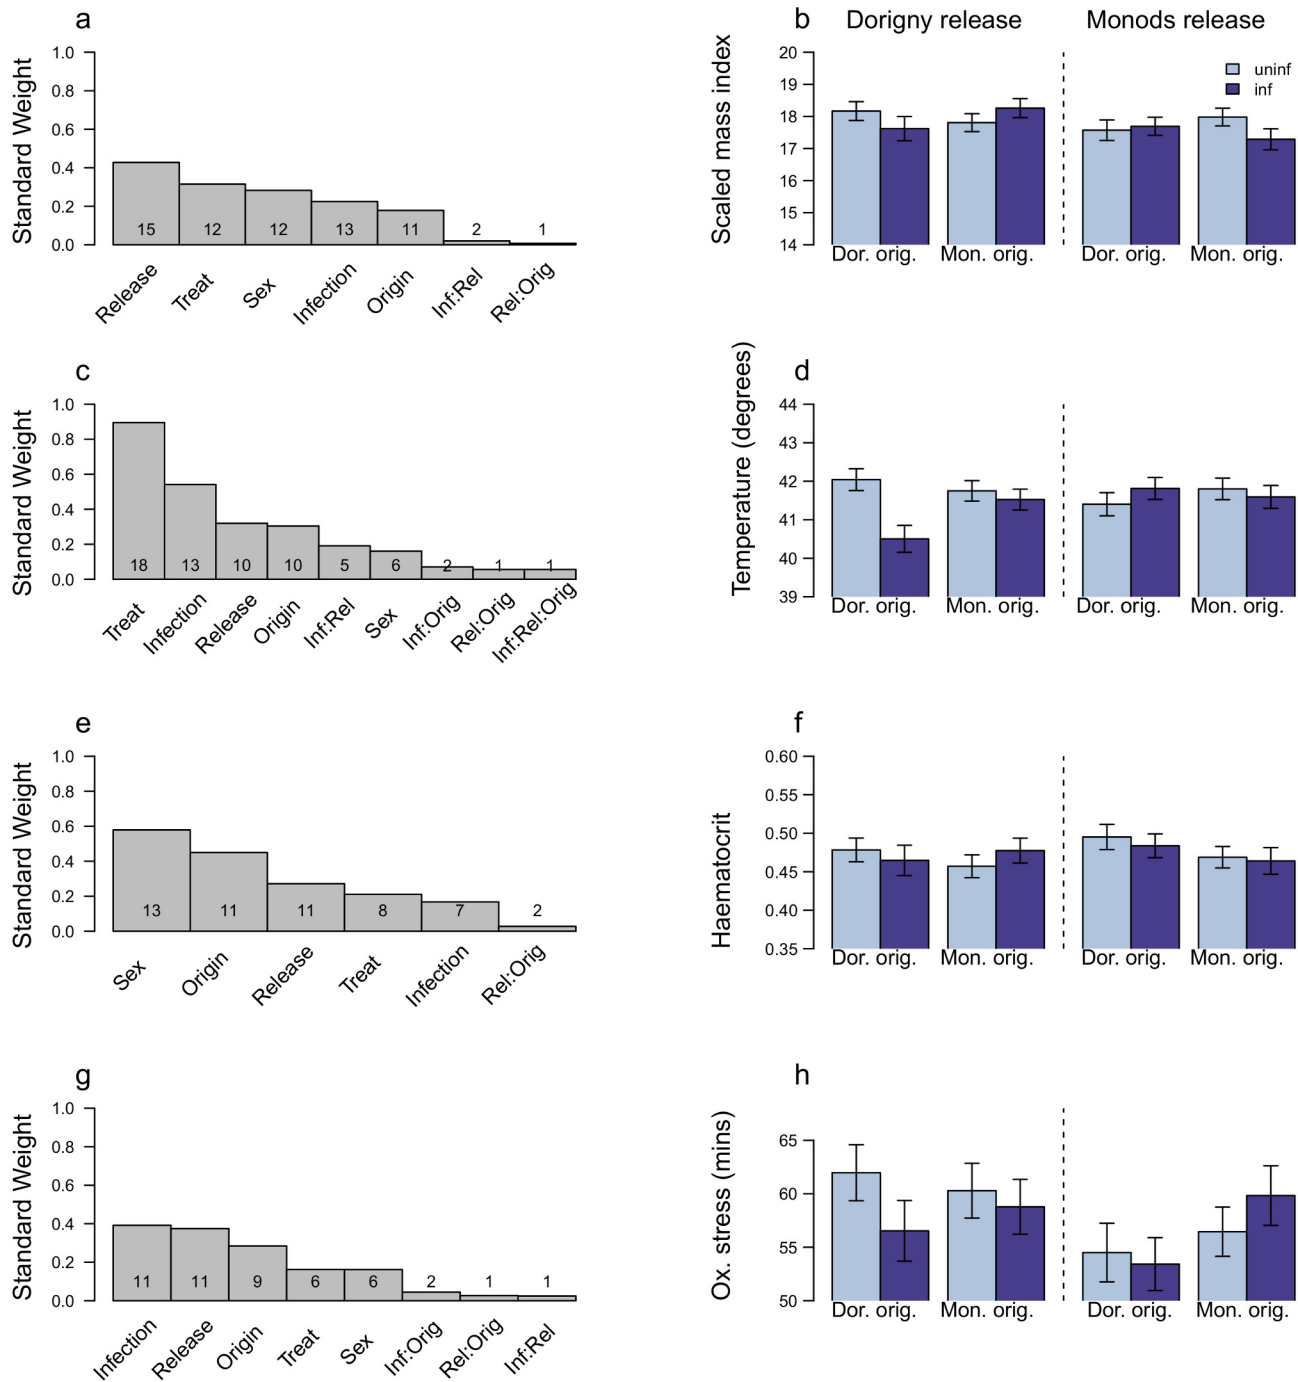 a
Standard Weight
1.0
0.8
0.6
0.4
0.2
0.0
15 12 12 13 11 2 1
Release Treat Sex Infection Origin Inf:Rel Rel:Orig
b
Dorigny release Monods release
Scaled mass index
20
19
18
17
16
15
14
uninf
inf
Dor. orig. Mon. orig. Dor. orig. Mon. orig.
c
Standard Weight
1.0
0.8
0.6
0.4
0.2
0.0
18 13 10 10 5 6 2 1 1
Treat Infection Release Origin Inf:Rel Sex Inf:Orig Rel:Orig Inf:Rel:Orig
d
Temperature (degrees)
44
43
42
41
40
39
Dor. orig. Mon. orig. Dor. orig. Mon. orig.
e
Standard Weight
1.0
0.8
0.6
0.4
0.2
0.0
13 11 11 8 7 2
Sex Origin Release Treat Infection Rel:Orig
f
Haematocrit
0.60
0.55
0.50
0.45
0.40
0.35
Dor. orig. Mon. orig. Dor. orig. Mon. orig.
g
Standard Weight
1.0
0.8
0.6
0.4
0.2
0.0
11 11 9 6 6 2 1 1
Infection Release Origin Treat Sex Inf:Orig Rel:Orig Inf:Rel
h
Ox. stress (mins)
65
60
55
50
Dor. orig. Mon. orig. Dor. orig. Mon. orig.